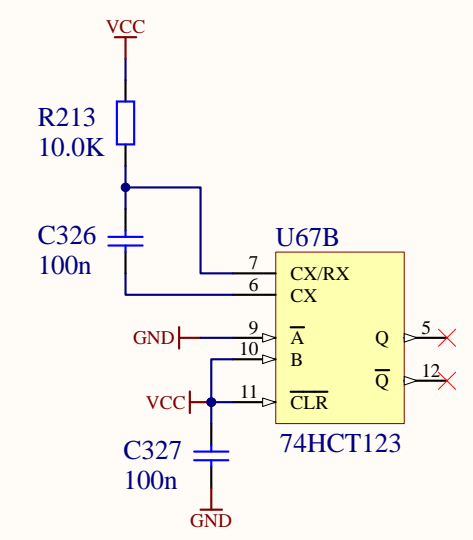 VCC
R213
10.0K
C326
100n
U67B
7 CX/RX
6 CX
GND 9 A̅ Q 5
10 B
Q̅ 12
VCC 11 C̅L̅R̅
C327
100n
74HCT123
GND